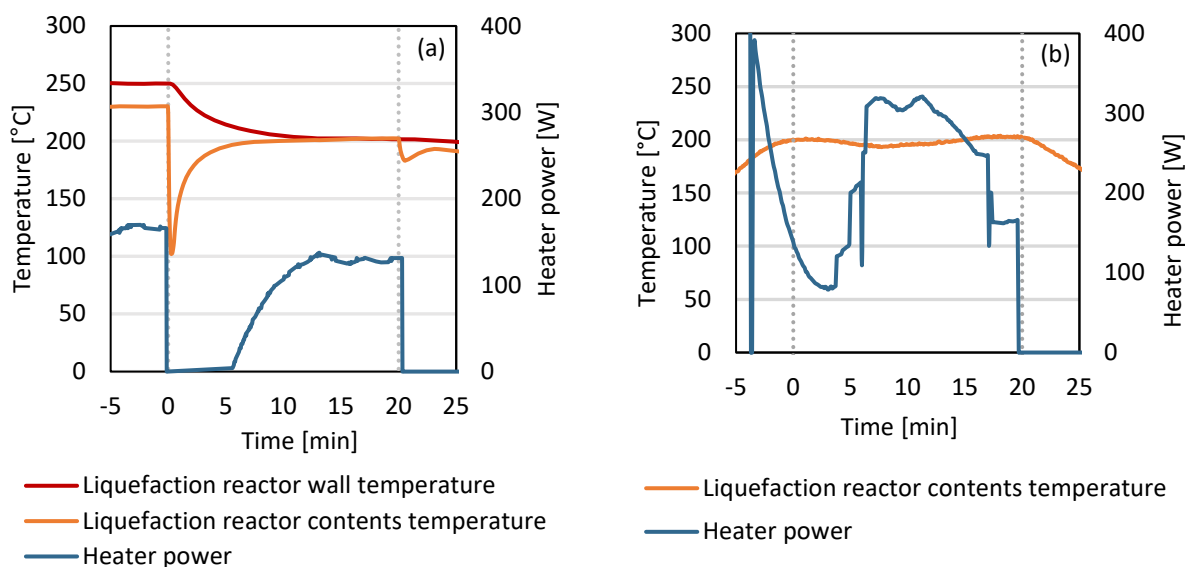 (a)
Temperature [°C]
300
250
200
150
100
50
0
400
300
200
100
0
Heater power [W]
-5 0 5 10 15 20 25
Time [min]
Liquefaction reactor wall temperature
Liquefaction reactor contents temperature
Heater power
(b)
Temperature [°C]
300
250
200
150
100
50
0
400
300
200
100
0
Heater power [W]
-5 0 5 10 15 20 25
Time [min]
Liquefaction reactor contents temperature
Heater power